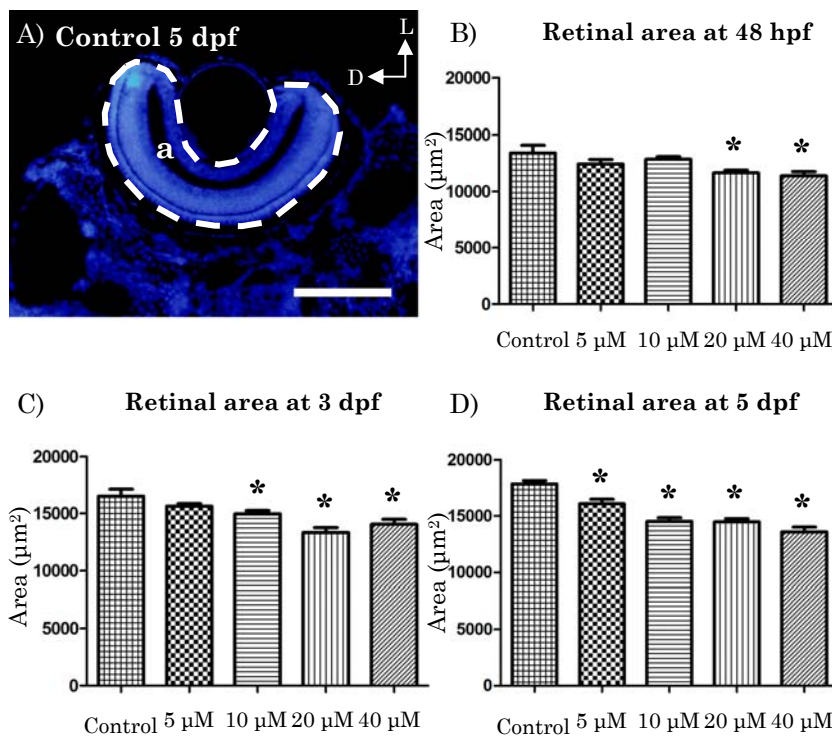 A) Control 5 dpf
L
D
a
B) Retinal area at 48 hpf
20000
15000
10000
5000
0
Area (µm²)
Control 5 µM 10 µM 20 µM 40 µM
* *
C) Retinal area at 3 dpf
20000
15000
10000
5000
0
Area (µm²)
Control 5 µM 10 µM 20 µM 40 µM
* * *
D) Retinal area at 5 dpf
20000
15000
10000
5000
0
Area (µm²)
Control 5 µM 10 µM 20 µM 40 µM
* * * *